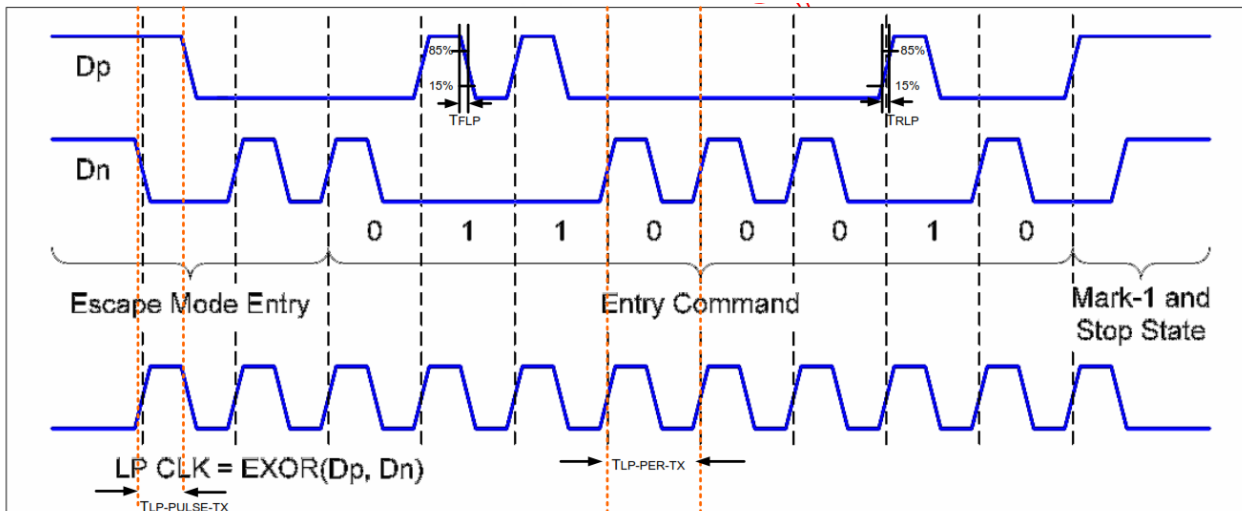 Dp
85%
15%
TFLP
85%
15%
TRLP
Dn
0 1 1 0 0 0 1 0
Escape Mode Entry
Entry Command
Mark-1 and
Stop State
LP CLK = EXOR(Dp, Dn)
TLP-PER-TX
TLP-PULSE-TX